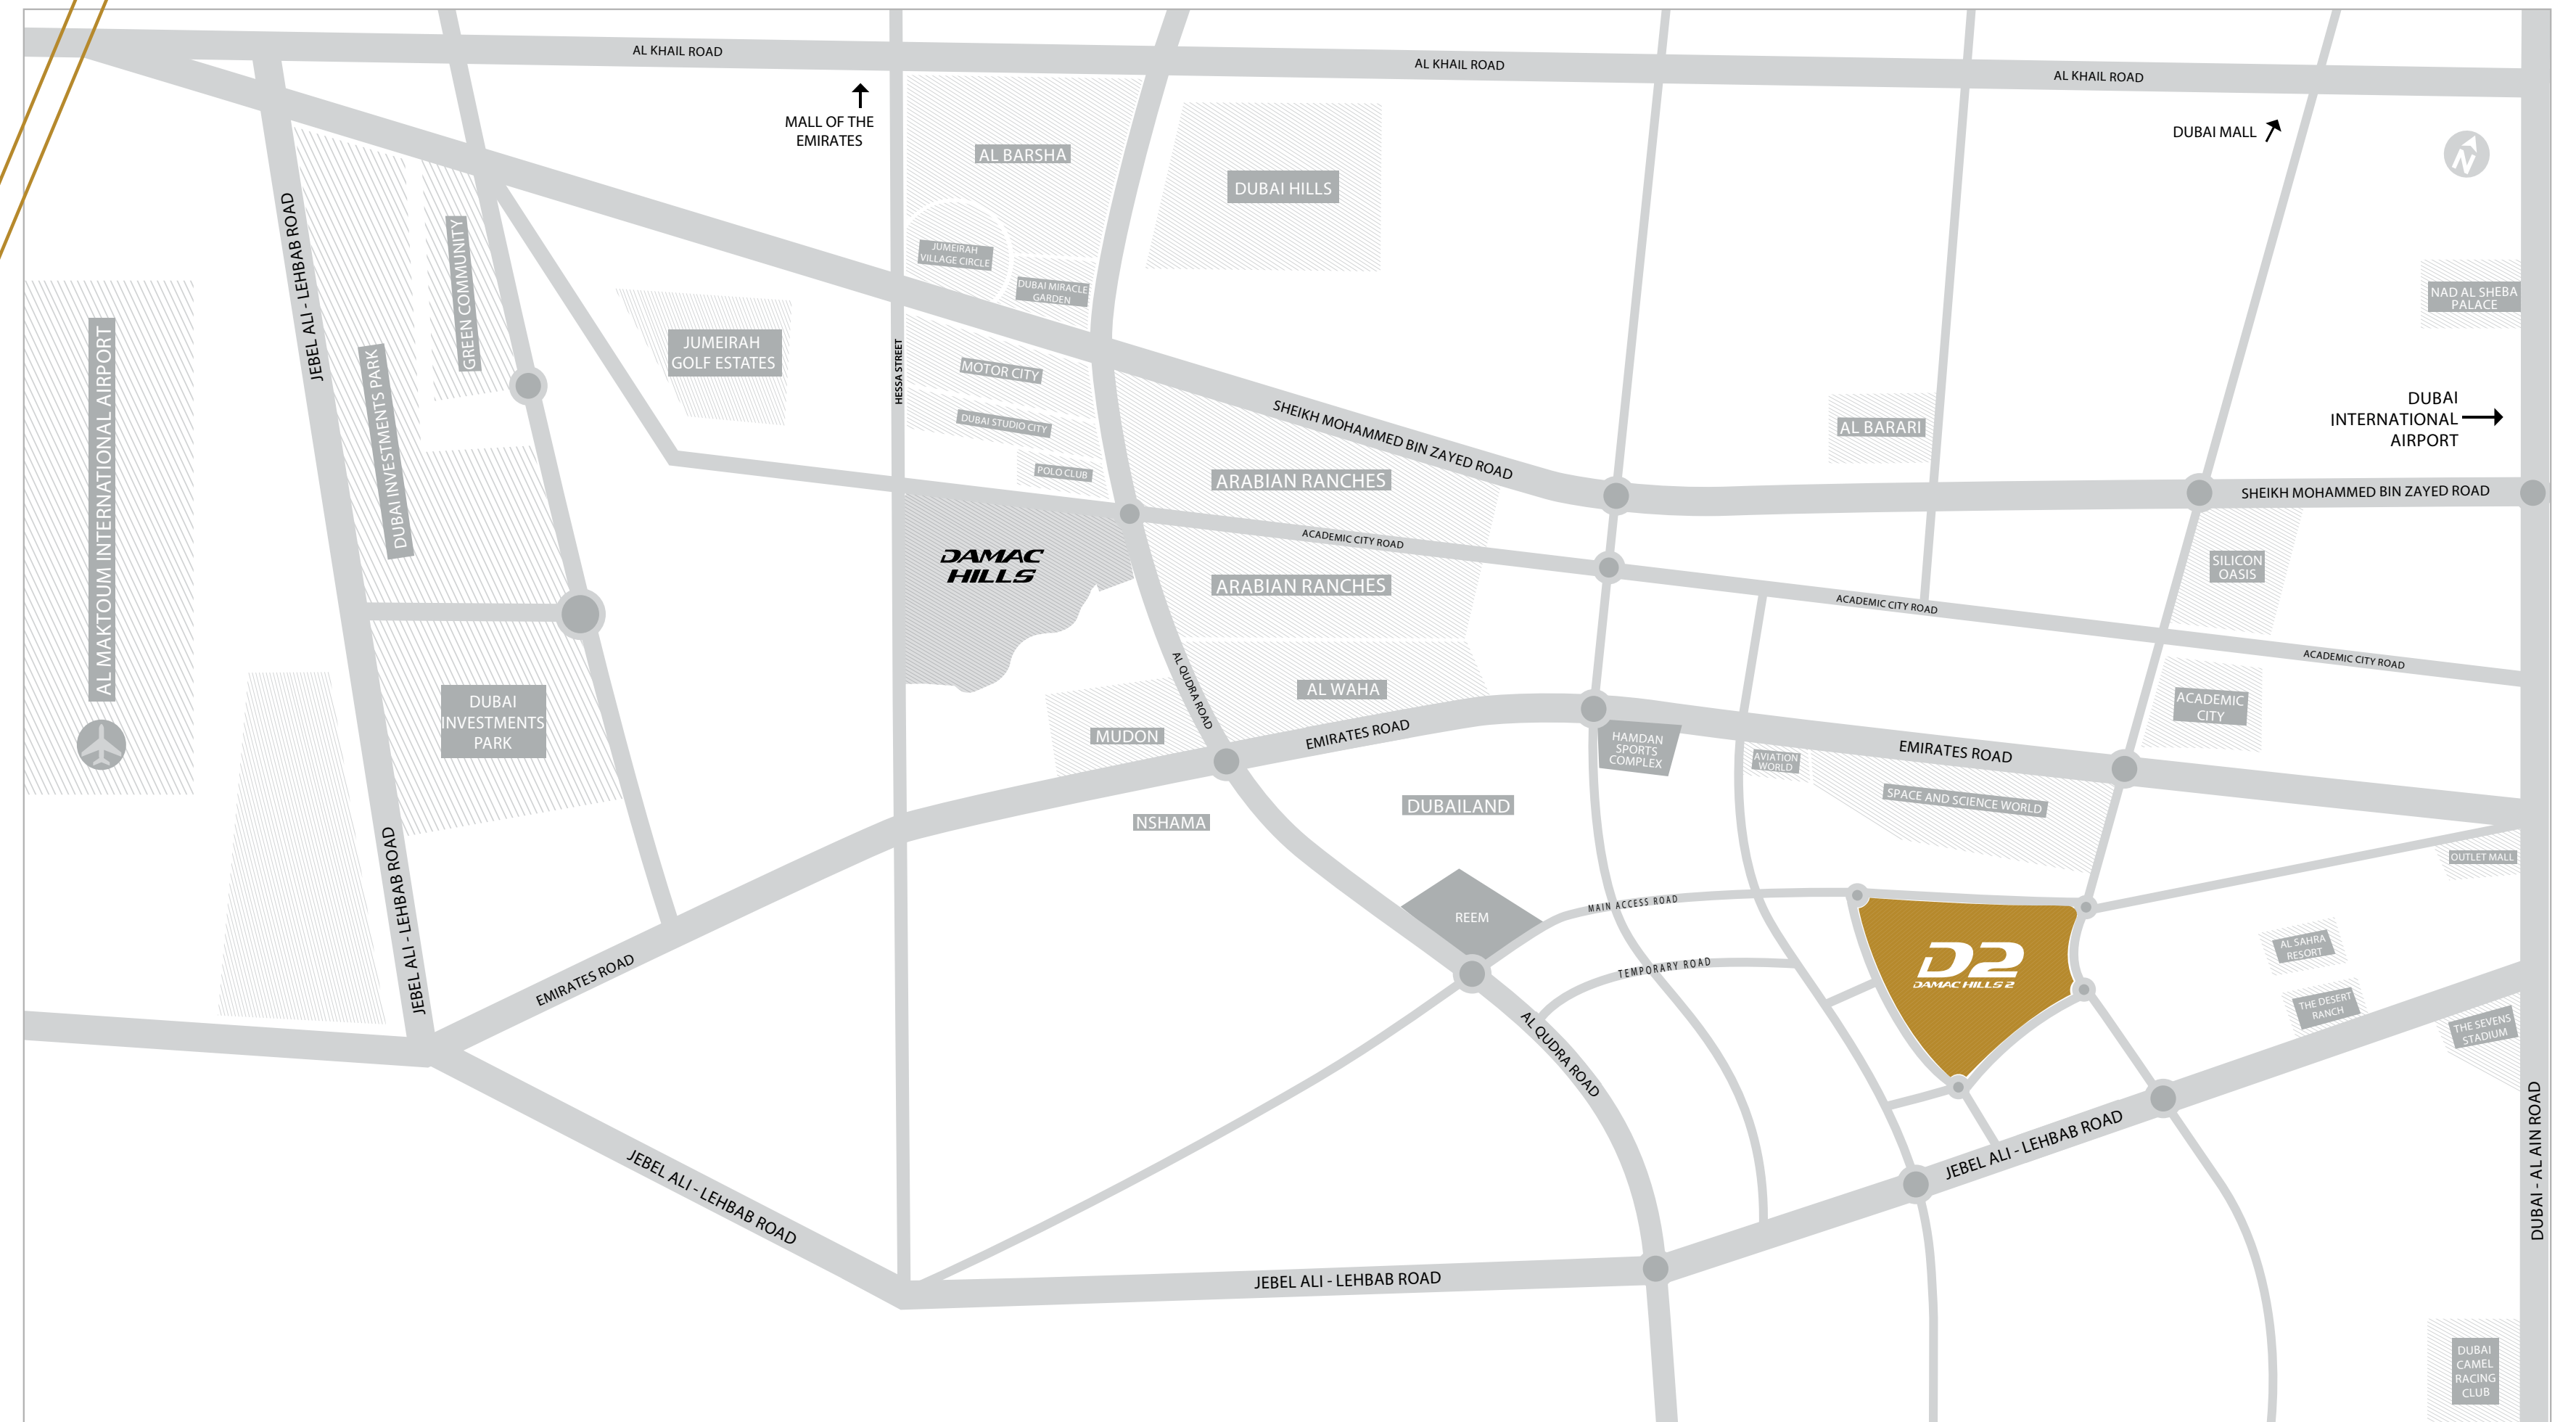 AL KHAIL ROAD
AL KHAIL ROAD
AL KHAIL ROAD
MALL OF THE
EMIRATES
DUBAI MALL
N
AL BARSHA
DUBAI HILLS
JEBEL ALI - LEHBAB ROAD
GREEN COMMUNITY
JUMEIRAH
VILLAGE CIRCLE
DUBAI MIRACLE
GARDEN
NAD AL SHEBA
PALACE
AL MAKTOUM INTERNATIONAL AIRPORT
DUBAI INVESTMENTS PARK
JUMEIRAH
GOLF ESTATES
HESSA STREET
MOTOR CITY
DUBAI STUDIO CITY
POLO CLUB
SHEIKH MOHAMMED BIN ZAYED ROAD
AL BARARI
DUBAI
INTERNATIONAL
AIRPORT
ARABIAN RANCHES
SHEIKH MOHAMMED BIN ZAYED ROAD
ACADEMIC CITY ROAD
DAMAC
HILLS
ARABIAN RANCHES
SILICON
OASIS
ACADEMIC CITY ROAD
ACADEMIC CITY ROAD
AL QUDRA ROAD
AL WAHA
ACADEMIC
CITY
DUBAI
INVESTMENTS
PARK
MUDON
EMIRATES ROAD
HAMDAN
SPORTS
COMPLEX
AVIATION
WORLD
EMIRATES ROAD
SPACE AND SCIENCE WORLD
NSHAMA
DUBAILAND
OUTLET MALL
JEBEL ALI - LEHBAB ROAD
REEM
MAIN ACCESS ROAD
TEMPORARY ROAD
D2
DAMAC HILLS 2
AL SAHRA
RESORT
THE DESERT
RANCH
THE SEVENS
STADIUM
EMIRATES ROAD
AL QUDRA ROAD
JEBEL ALI - LEHBAB ROAD
JEBEL ALI - LEHBAB ROAD
DUBAI - AL AIN ROAD
JEBEL ALI - LEHBAB ROAD
DUBAI
CAMEL
RACING
CLUB